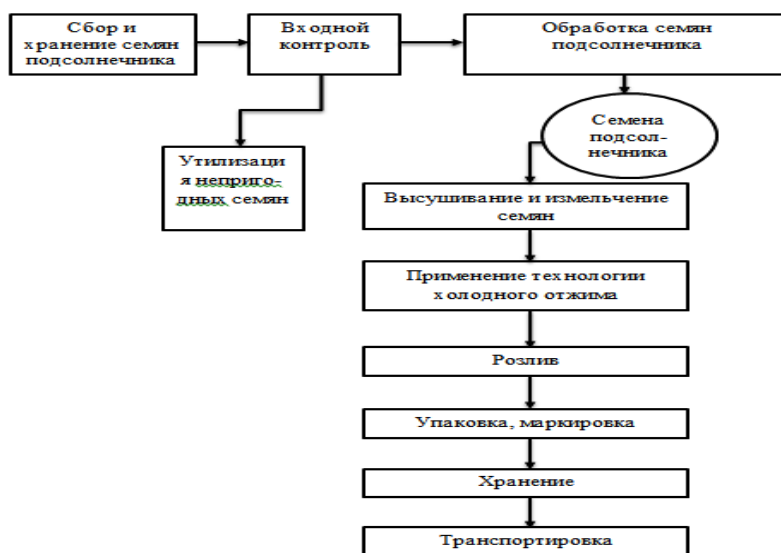 Сбор и
хранение семян
подсолнечника
Входной
контроль
Обработка семян
подсолнечника
Семена
подсол-
нечника
Утилизаци
я непригo-
дных семян
Высушивание и измельчение
семян
Применение технологии
холодного отжима
Розлив
Упаковка, маркировка
Хранение
Транспортировка